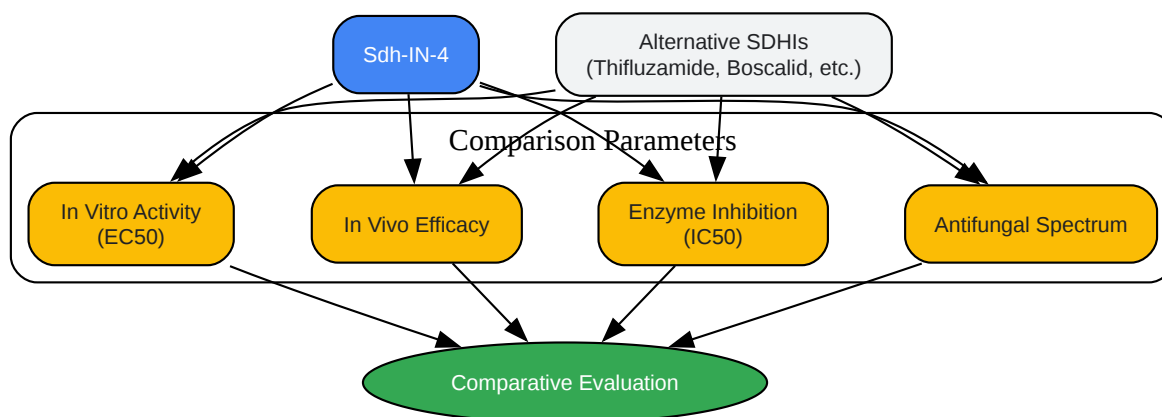 Sdh-IN-4
Alternative SDHIs
(Thifluzamide, Boscalid, etc.)
Comparison Parameters
In Vitro Activity
(EC50)
In Vivo Efficacy
Enzyme Inhibition
(IC50)
Antifungal Spectrum
Comparative Evaluation